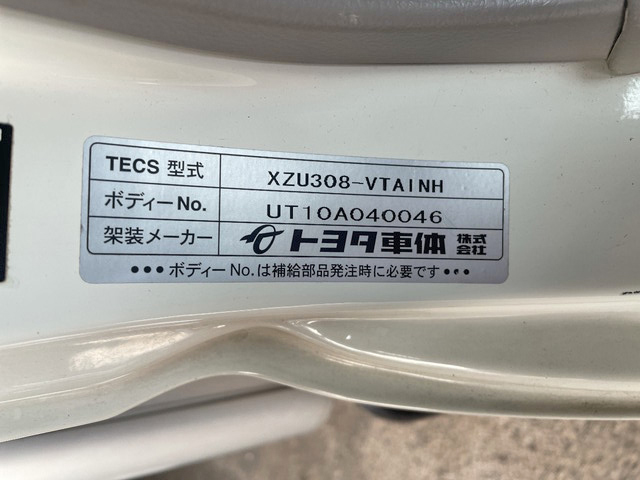 TECS 型式 XZU308-VTAINH
ボディーNo. UT10A040046
架装メーカー トヨタ車体 株式会社
•••ボディーNo.は補給部品発注時に必要です•••